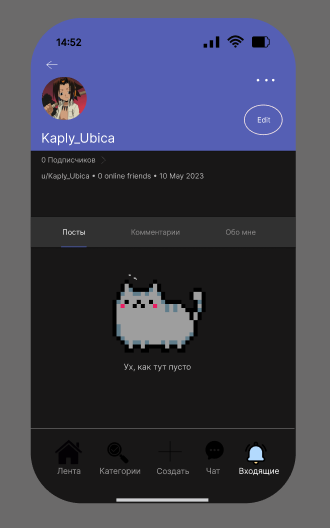 14:52
Kaply_Ubica
Edit
0 Подписчиков
u/Kaply_Ubica • 0 online friends • 10 May 2023
Посты Комментарии Обо мне
Ух, как тут пусто
Лента Категории Создать Чат Входящие